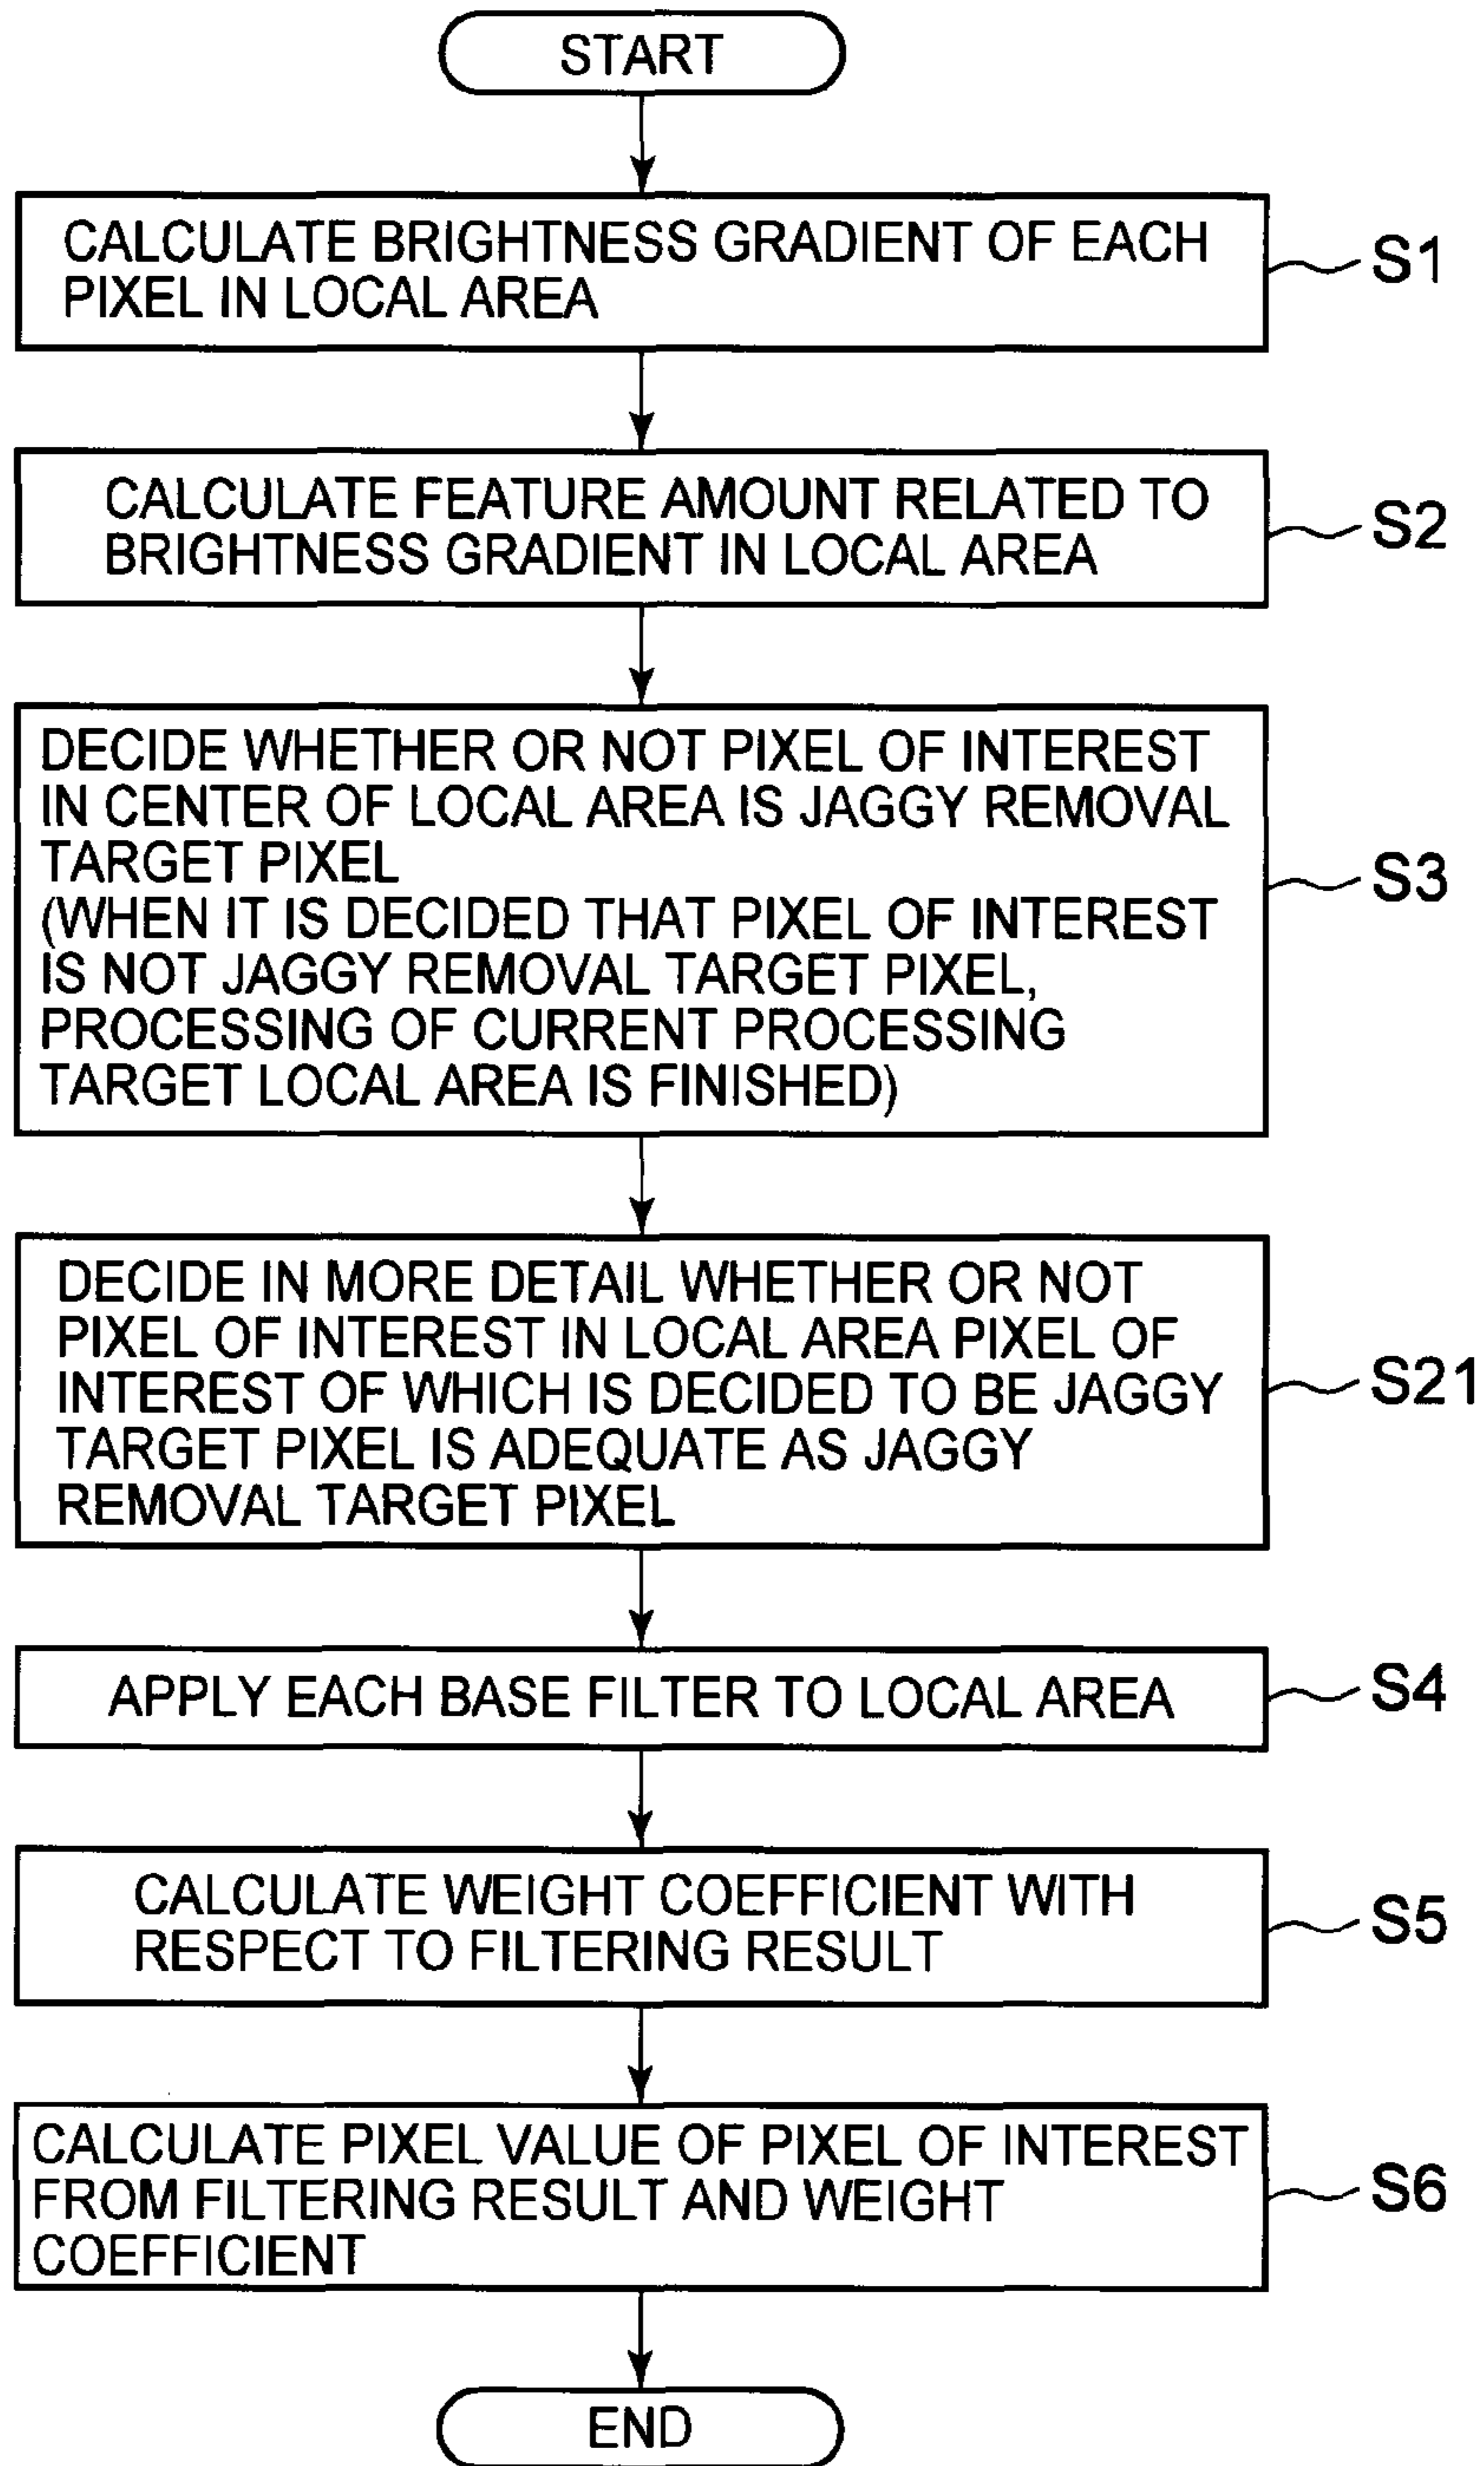 START
CALCULATE BRIGHTNESS GRADIENT OF EACH
PIXEL IN LOCAL AREA
S1
CALCULATE FEATURE AMOUNT RELATED TO
BRIGHTNESS GRADIENT IN LOCAL AREA
S2
DECIDE WHETHER OR NOT PIXEL OF INTEREST
IN CENTER OF LOCAL AREA IS JAGGY REMOVAL
TARGET PIXEL
(WHEN IT IS DECIDED THAT PIXEL OF INTEREST
IS NOT JAGGY REMOVAL TARGET PIXEL,
PROCESSING OF CURRENT PROCESSING
TARGET LOCAL AREA IS FINISHED)
S3
DECIDE IN MORE DETAIL WHETHER OR NOT
PIXEL OF INTEREST IN LOCAL AREA PIXEL OF
INTEREST OF WHICH IS DECIDED TO BE JAGGY
TARGET PIXEL IS ADEQUATE AS JAGGY
REMOVAL TARGET PIXEL
S21
APPLY EACH BASE FILTER TO LOCAL AREA
S4
CALCULATE WEIGHT COEFFICIENT WITH
RESPECT TO FILTERING RESULT
S5
CALCULATE PIXEL VALUE OF PIXEL OF INTEREST
FROM FILTERING RESULT AND WEIGHT
COEFFICIENT
S6
END